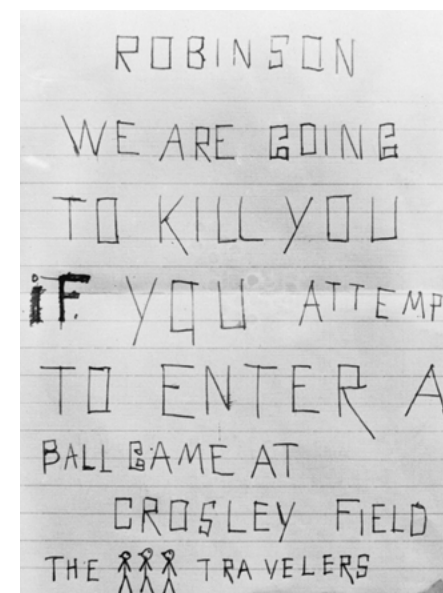 ROBINSON
WE ARE GOING
TO KILL YOU
iF. YOU ATTEMP
TO ENTER A
BALL GAME AT
CROSLEY FIELD
THE TRAVELERS